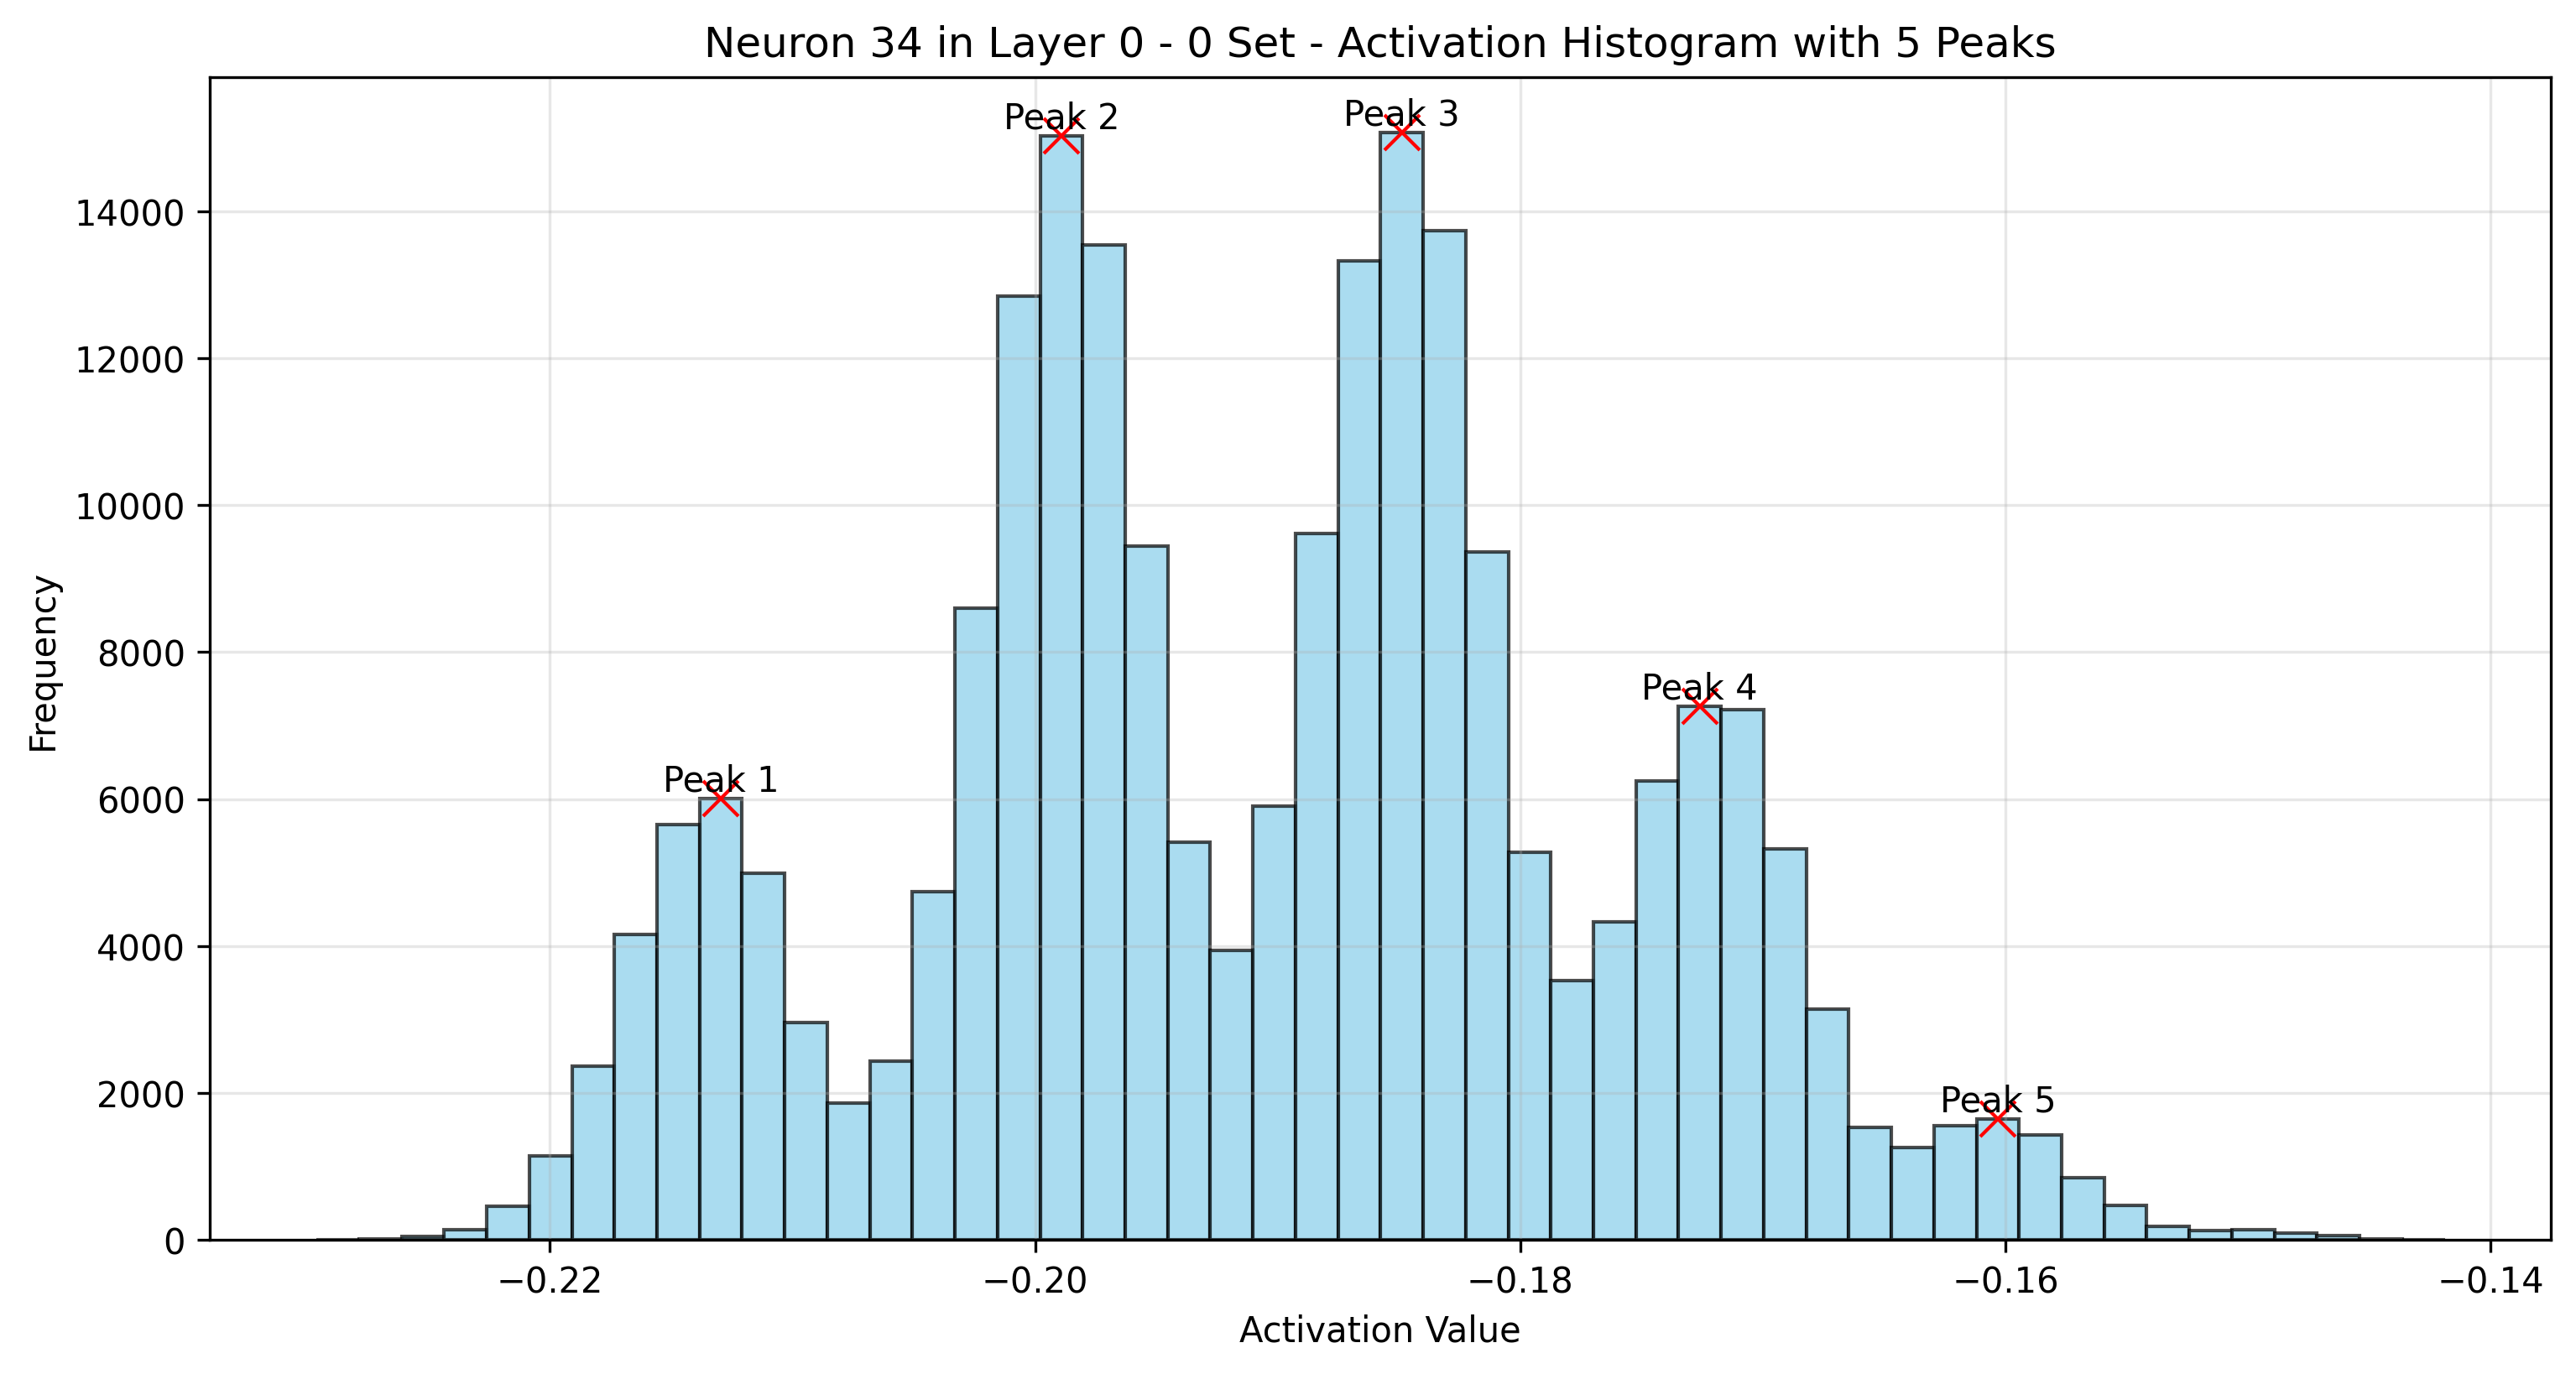 Neuron 34 in Layer 0 - 0 Set - Activation Histogram with 5 Peaks
Peak 2
Peak 3
14000
12000
10000
8000
Peak 4
Peak 1
6000
4000
Peak 5
2000
0
Frequency
−0.22
−0.20
−0.18
−0.16
−0.14
Activation Value